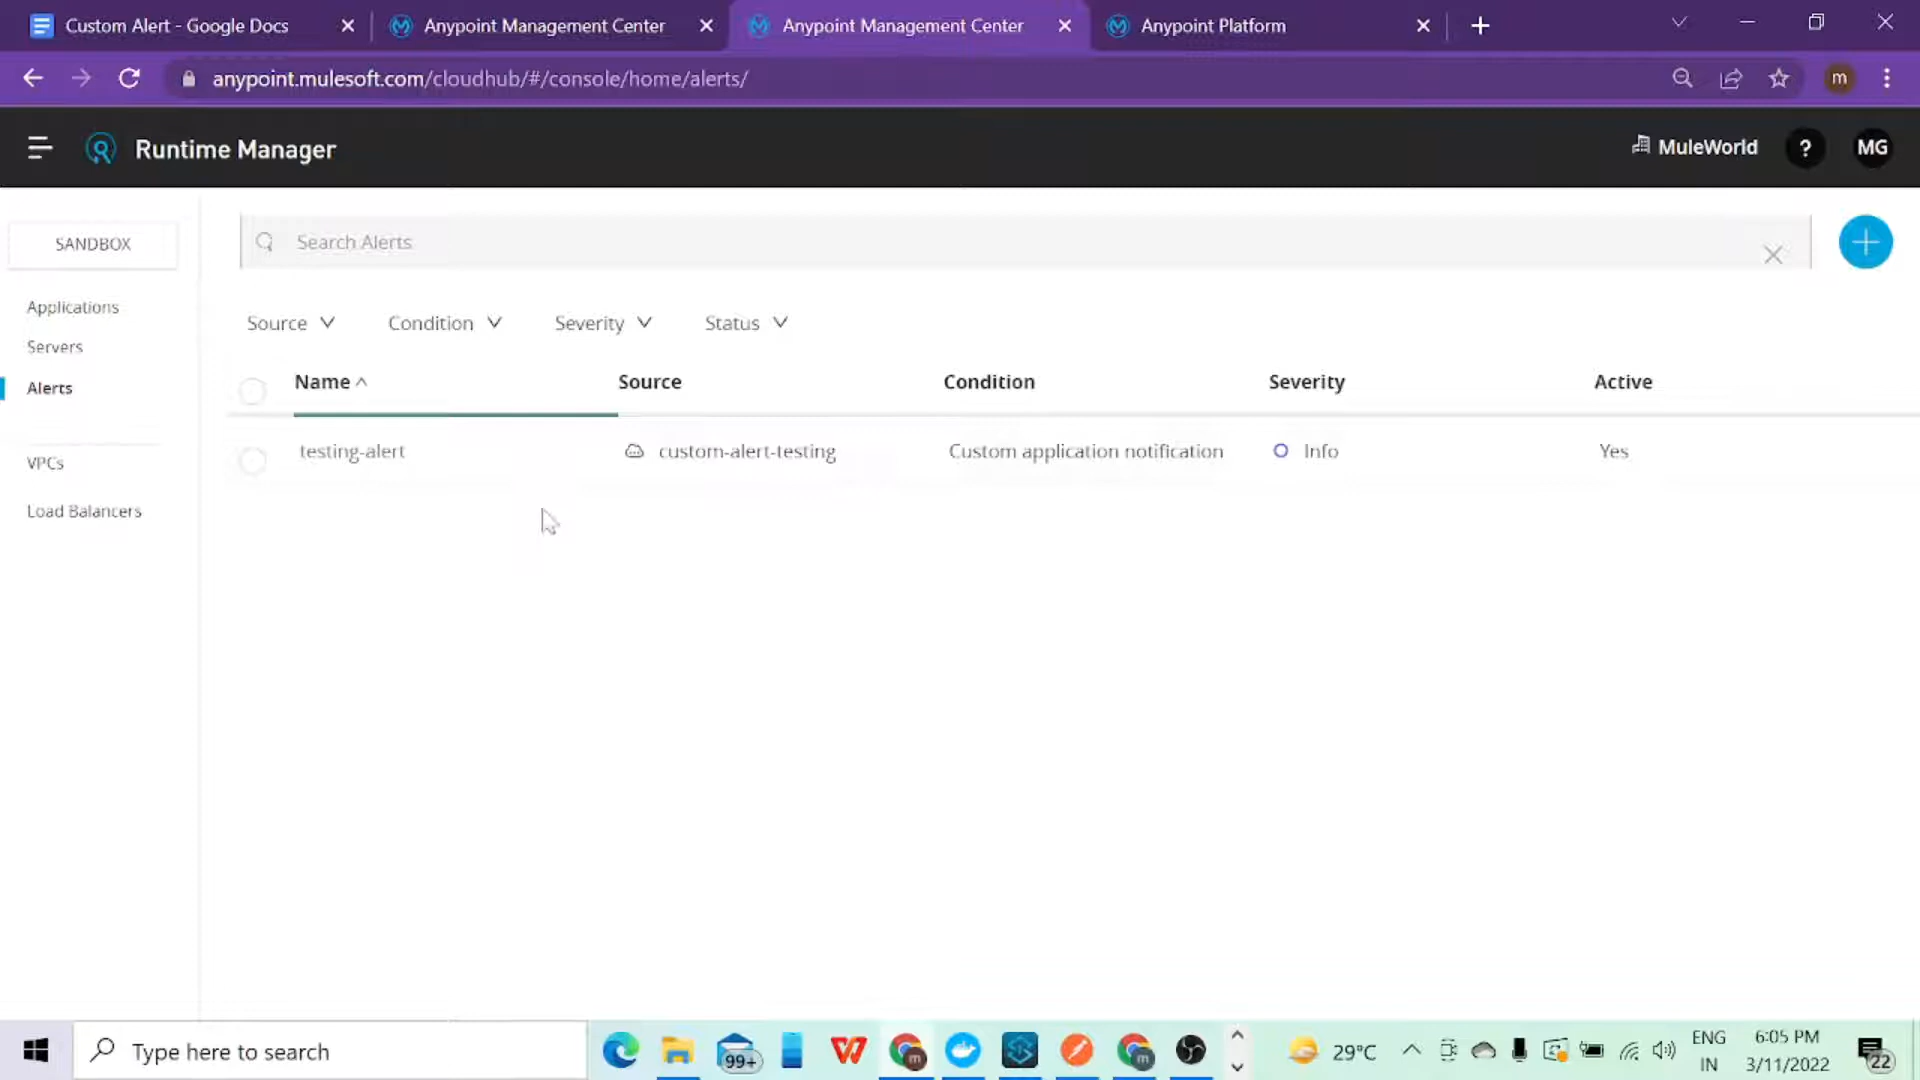 Custom Alert - Google Docs
Anypoint Management Center
Anypoint Management Center
Anypoint Platform
anypoint.mulesoft.com/cloudhub/#/console/home/alerts/
m
Runtime Manager
MuleWorld
?
MG
SANDBOX
Search Alerts
Applications
Servers
Alerts
VPCs
Load Balancers
Source
Condition
Severity
Status
Name
Source
Condition
Severity
Active
testing-alert
custom-alert-testing
Custom application notification
Info
Yes
Type here to search
99+
m
m
29°C
ENG
IN
6:05 PM
3/11/2022
22